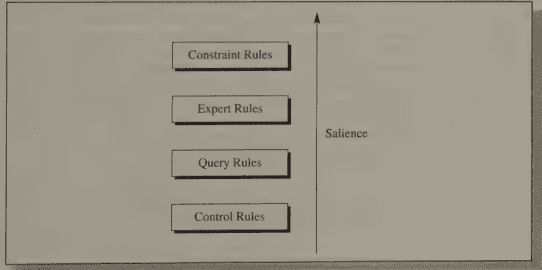 Constraint Rules
Expert Rules
Salience
Query Rules
Control Rules